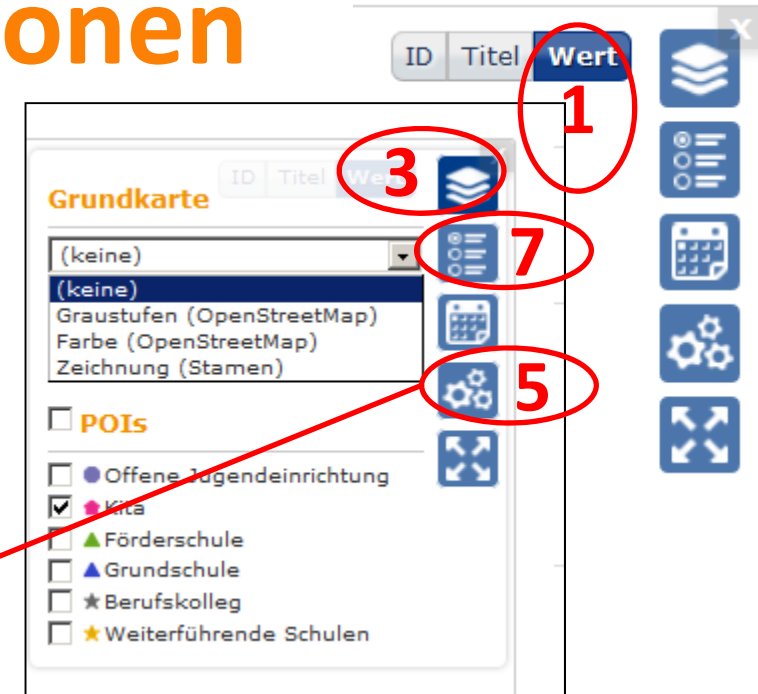 onen
ID Titel Wert
X
1
3
ID Titel We
Grundkarte
7
(keine)
(keine)
Graustufen (OpenStreetMap)
Farbe (OpenStreetMap)
Zeichnung (Stamen)
5
POIs
Offene Jugendeinrichtung
Kita
Förderschule
Grundschule
Berufskolleg
Weiterführende Schulen